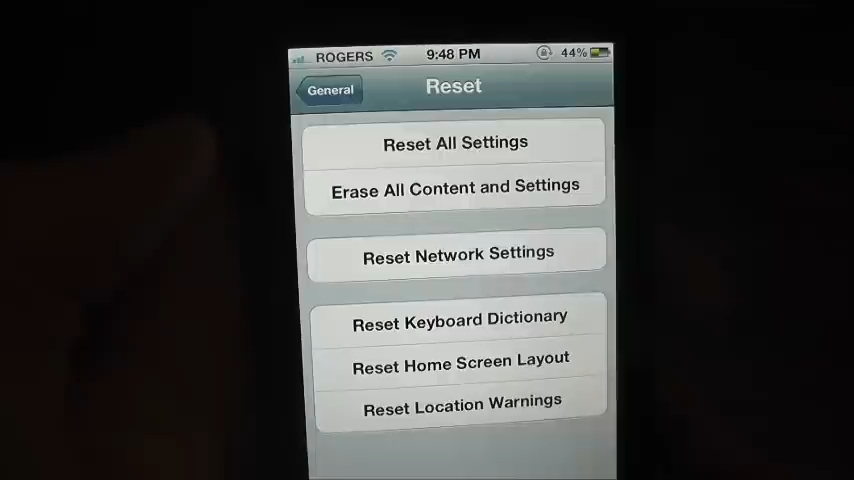 ROGERS 9:48 PM 44%
General Reset
Reset All Settings
Erase All Content and Settings
Reset Network Settings
Reset Keyboard Dictionary
Reset Home Screen Layout
Reset Location Warnings